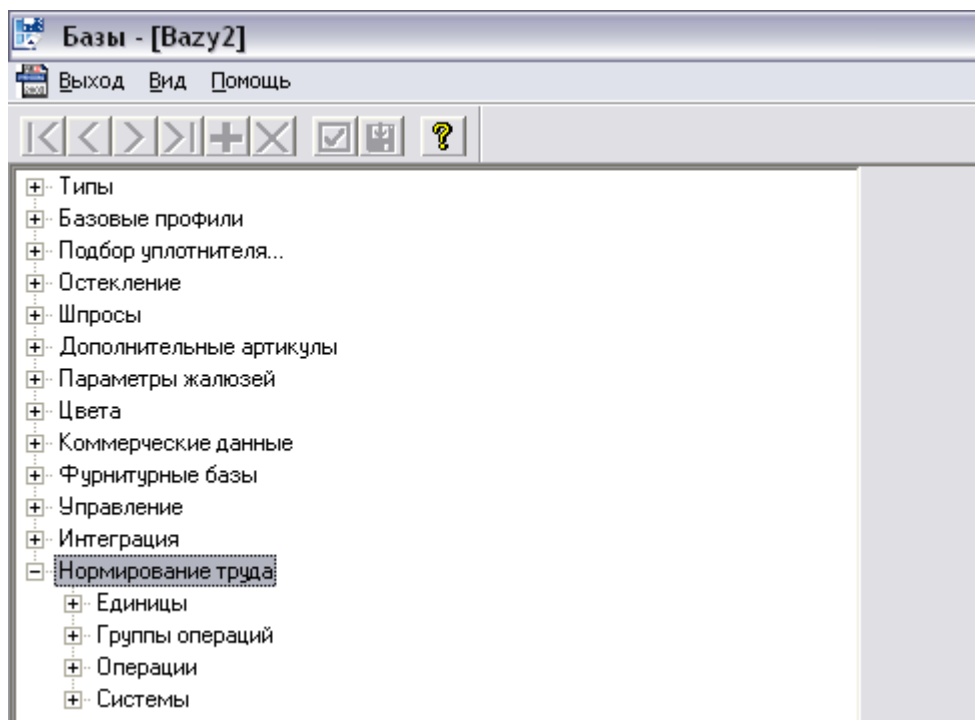 Базы - [Bazy2]
Выход Вид Помощь
Типы
Базовые профили
Подбор уплотнителя...
Остекление
Шпросы
Дополнительные артикулы
Параметры жалюзей
Цвета
Коммерческие данные
Фурнитурные базы
Управление
Интеграция
Нормирование труда
Единицы
Группы операций
Операции
Системы